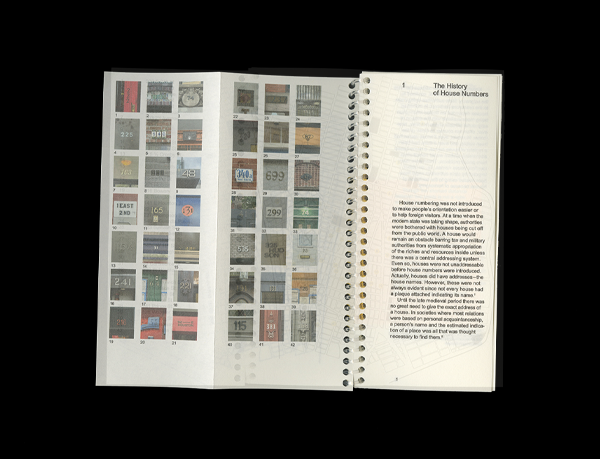 1
2
3
4
5
6
7
8
9
10
11
12
13
14
15
16
17
18
19
20
21
22
23
24
25
26
27
28
29
30
31
32
33
34
35
36
37
38
39
40
41
42
225
EAST
END
165
151
241
699
299
535
115
1 The History
of House Numbers
House numbering was not introduced
to make people's orientation easier or
to help foreign visitors. At a time when the
modern state was taking shape, authorities
were bothered with houses being cut off
from the public world. A house would
remain an obstacle barring tax and military
authorities from systematic appropriation
of the riches and resources inside unless
there was a central addressing system.
Even so, houses were not unaddressable
before house numbers were introduced.
Actually, houses did have addresses–the
house names. However, those were not
always evident since not every house had
a plaque attached indicating its name.¹
Until the late medieval period there was
no great need to give the exact address of
a house. In societies where most relations
were based on personal acquaintanceship,
a person's name and the estimated indica-
tion of a place was all that was thought
necessary to find them.²